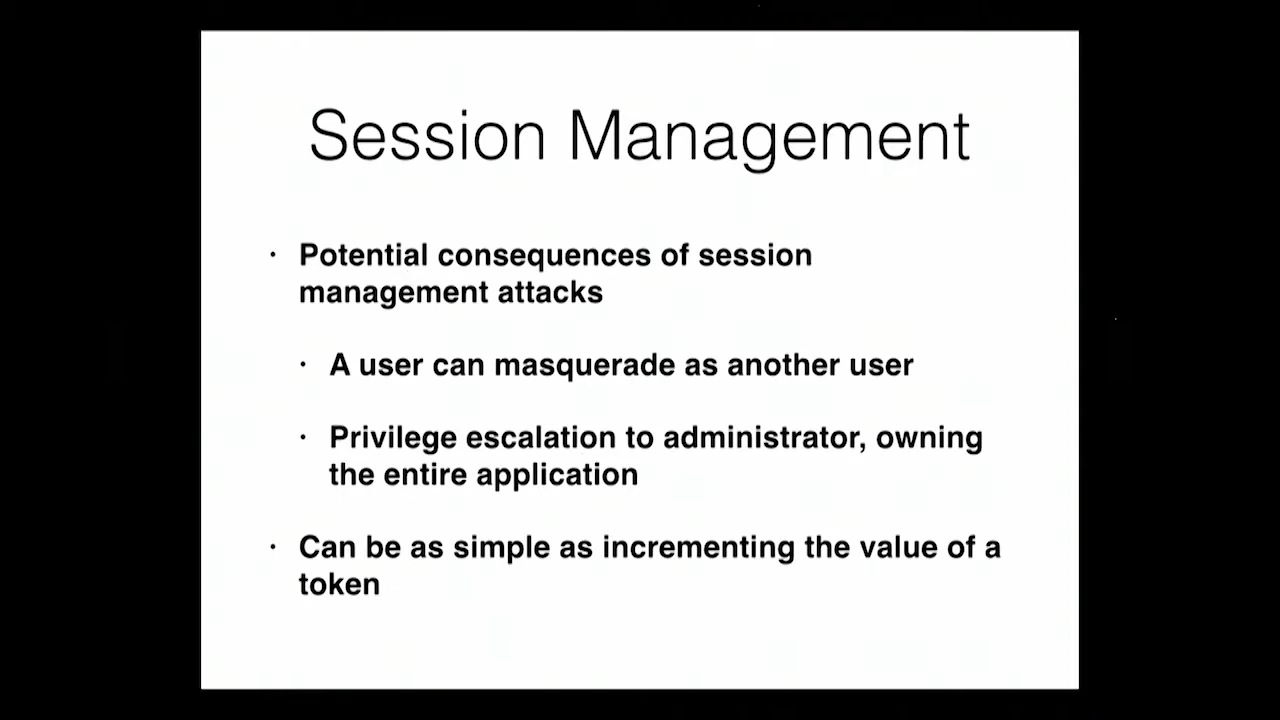 Session Management
· Potential consequences of session
management attacks
· A user can masquerade as another user
· Privilege escalation to administrator, owning
the entire application
· Can be as simple as incrementing the value of a
token